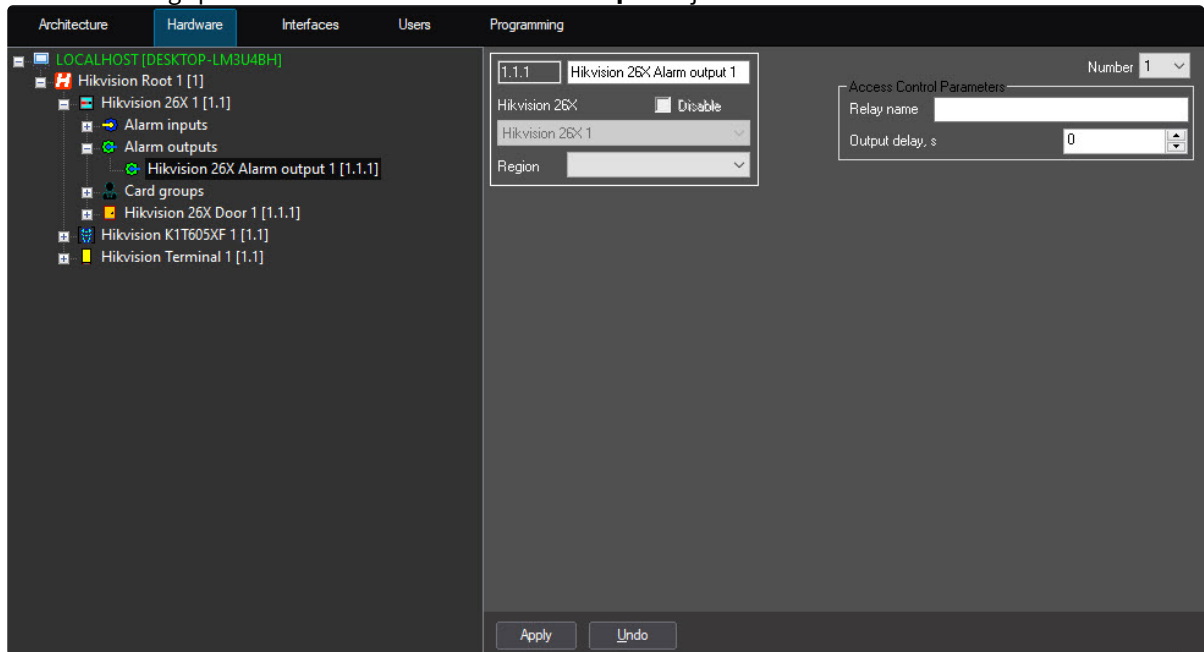 Architecture Hardware Interfaces Users Programming
LOCALHOST [DESKTOP-LM3U4BH]
Hikvision Root 1 [1]
Hikvision 26X 1 [1.1]
Alarm inputs
Alarm outputs
Hikvision 26X Alarm output 1 [1.1.1]
Card groups
Hikvision 26X Door 1 [1.1.1]
Hikvision K1T605XF 1 [1.1]
Hikvision Terminal 1 [1.1]
1.1.1 Hikvision 26X Alarm output 1
Hikvision 26X Disable
Hikvision 26X 1
Region
Number 1
Access Control Parameters
Relay name
Output delay, s 0
Apply Undo